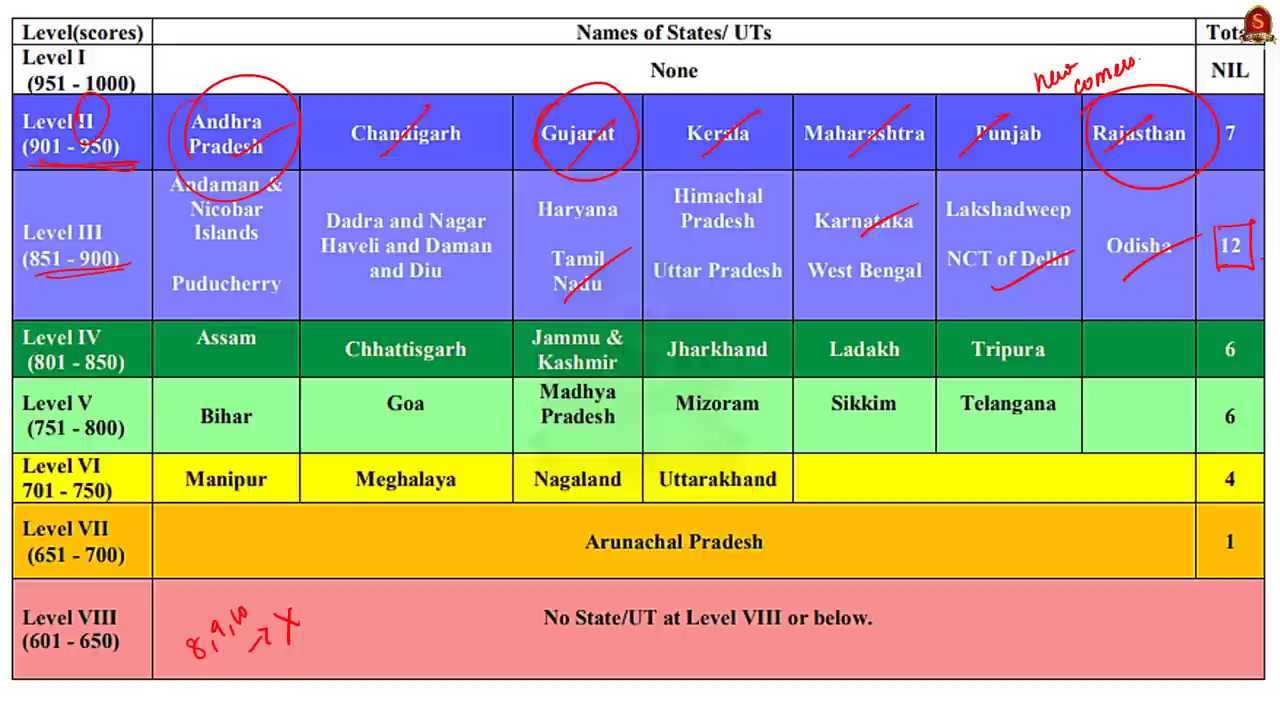 Level(scores)
Names of States/ UTs
Tota
S
Level I
(951 - 1000)
None
NIL
new
comers
Level II
(901 - 950)
Andhra
Pradesh
Chandigarh
Gujarat
Kerala
Maharashtra
Punjab
Rajasthan
7
Level III
(851 - 900)
Andaman &
Nicobar
Islands
Puducherry
Dadra and Nagar
Haveli and Daman
and Diu
Haryana
Tamil
Nadu
Himachal
Pradesh
Uttar Pradesh
Karnataka
West Bengal
Lakshadweep
NCT of Delhi
Odisha
12
Level IV
(801 - 850)
Assam
Chhattisgarh
Jammu &
Kashmir
Jharkhand
Ladakh
Tripura
6
Level V
(751 - 800)
Bihar
Goa
Madhya
Pradesh
Mizoram
Sikkim
Telangana
6
Level VI
701 - 750)
Manipur
Meghalaya
Nagaland
Uttarakhand
4
Level VII
(651 - 700)
Arunachal Pradesh
1
Level VIII
(601 - 650)
8, 9, 10 → X
No State/UT at Level VIII or below.